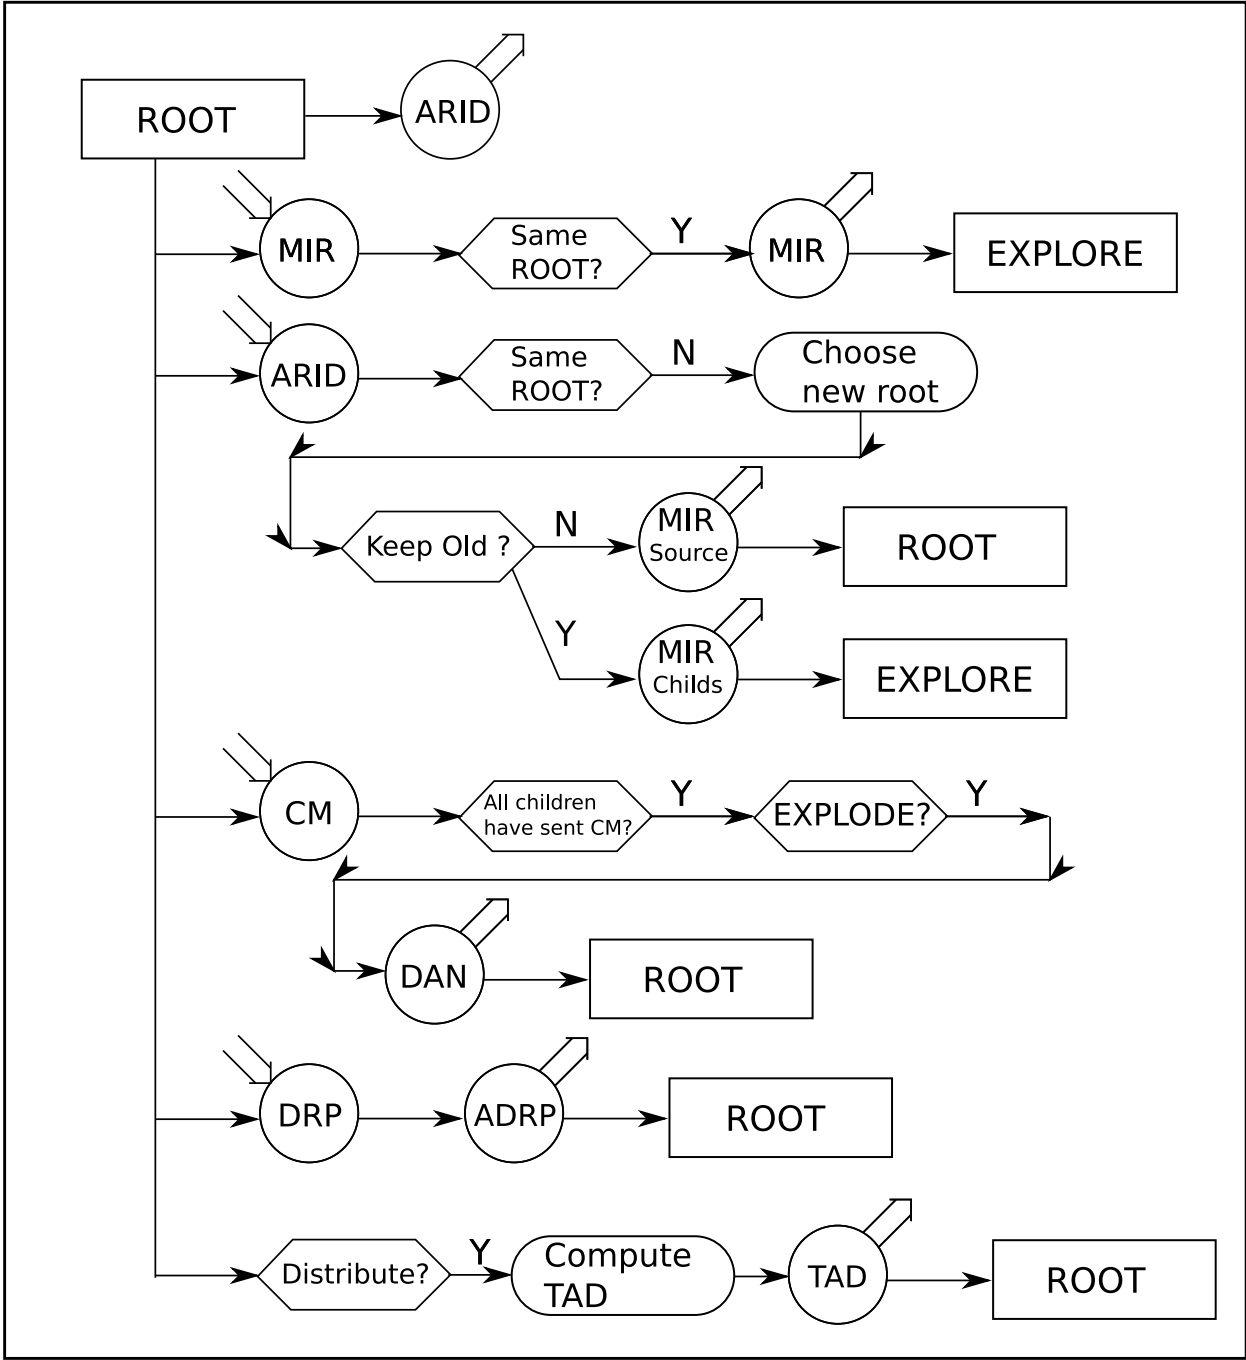 ROOT
ARID
MIR
Same
ROOT?
Y
MIR
EXPLORE
ARID
Same
ROOT?
N
Choose
new root
Keep Old ?
N
MIR
Source
ROOT
Y
MIR
Childs
EXPLORE
CM
All children
have sent CM?
Y
EXPLODE?
Y
DAN
ROOT
DRP
ADRP
ROOT
Distribute?
Y
Compute
TAD
TAD
ROOT